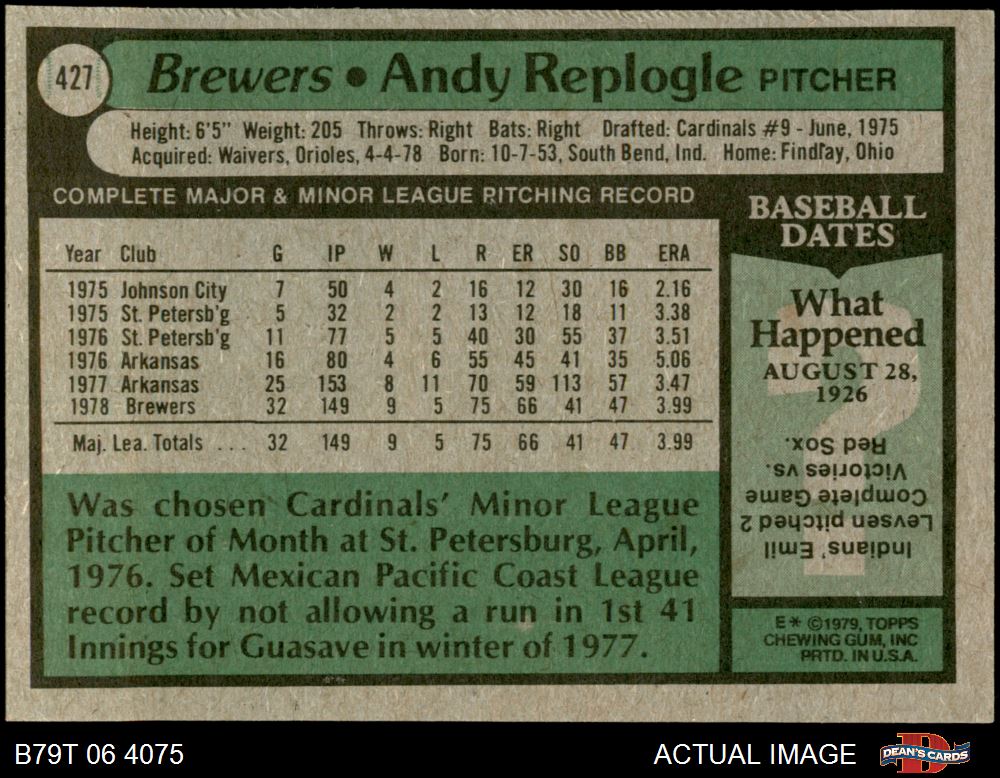 427
Brewers • Andy Replogle PITCHER
Height: 6'5" Weight: 205 Throws: Right Bats: Right Drafted: Cardinals #9 - June, 1975
Acquired: Waivers, Orioles, 4-4-78 Born: 10-7-53, South Bend, Ind. Home: Findlay, Ohio
COMPLETE MAJOR & MINOR LEAGUE PITCHING RECORD
Year Club G IP W L R ER SO BB ERA
1975 Johnson City 7 50 4 2 16 12 30 16 2.16
1975 St. Petersb'g 5 32 2 2 13 12 18 11 3.38
1976 St. Petersb'g 11 77 5 5 40 30 55 37 3.51
1976 Arkansas 16 80 4 6 55 45 41 35 5.06
1977 Arkansas 25 153 8 11 70 59 113 57 3.47
1978 Brewers 32 149 9 5 75 66 41 47 3.99
Maj. Lea. Totals ... 32 149 9 5 75 66 41 47 3.99
Was chosen Cardinals' Minor League
Pitcher of Month at St. Petersburg, April,
1976. Set Mexican Pacific Coast League
record by not allowing a run in 1st 41
Innings for Guasave in winter of 1977.
BASEBALL
DATES
What
Happened
AUGUST 28,
1926
Indians' Emil
Levsen pitched 2
Complete Game
Victories vs.
Red Sox.
E* ©1979, TOPPS
CHEWING GUM, INC
PRTD. IN U.S.A.
B79T 06 4075
ACTUAL IMAGE
DEAN'S CARDS